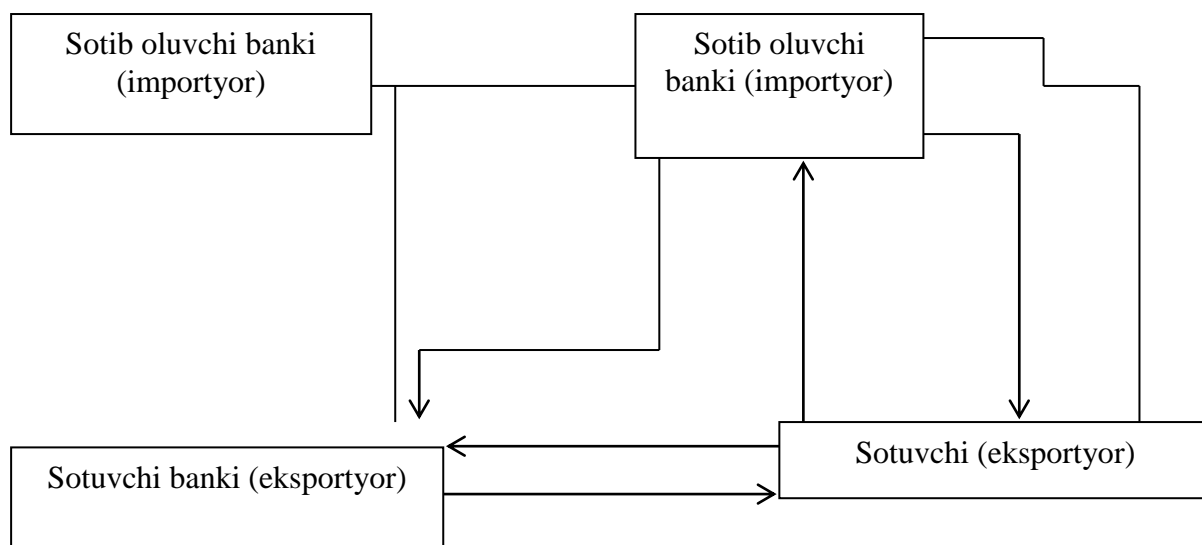 Sotib oluvchi banki
(importyor)
Sotib oluvchi
banki (importyor)
Sotuvchi banki (eksportyor)
Sotuvchi (eksportyor)